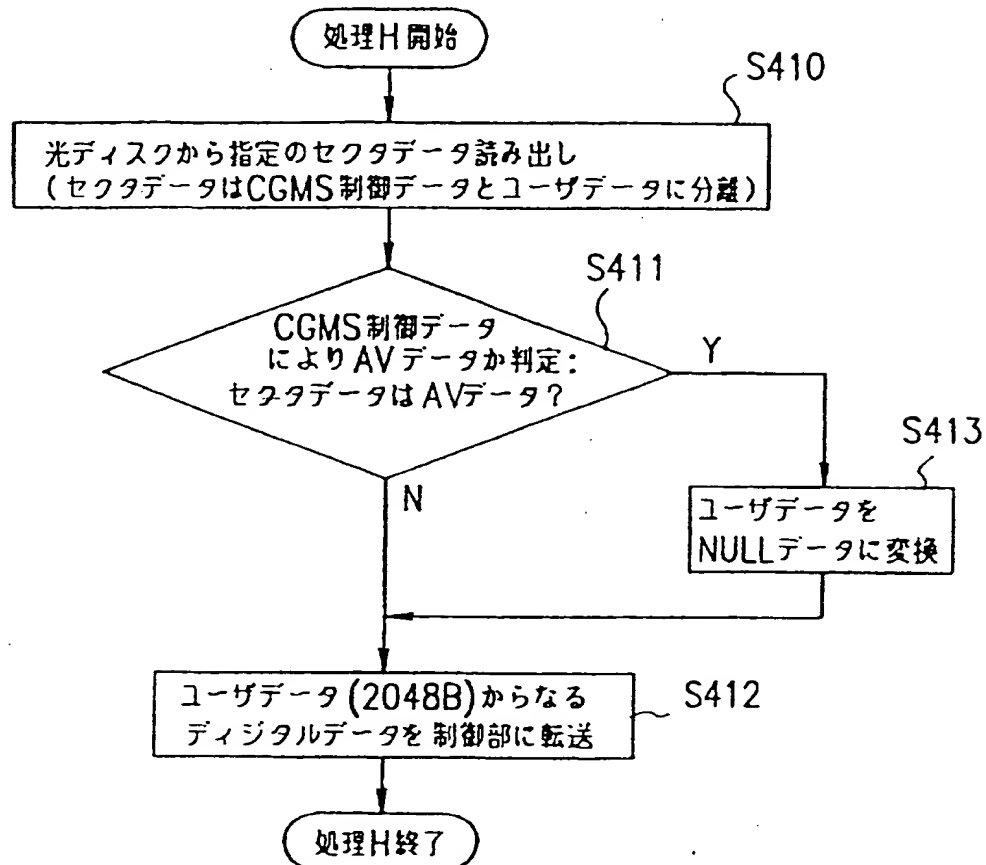 処理H開始
S410
光ディスクから指定のセクタデータ読み出し
(セクタデータはCGMS制御データとユーザデータに分離)
S411
CGMS制御データ
によりAVデータか判定:
セクタデータはAVデータ?
Y
S413
N
ユーザデータを
NULLデータに変換
ユーザデータ(2048B)からなる
ディジタルデータを制御部に転送
S412
処理H終了